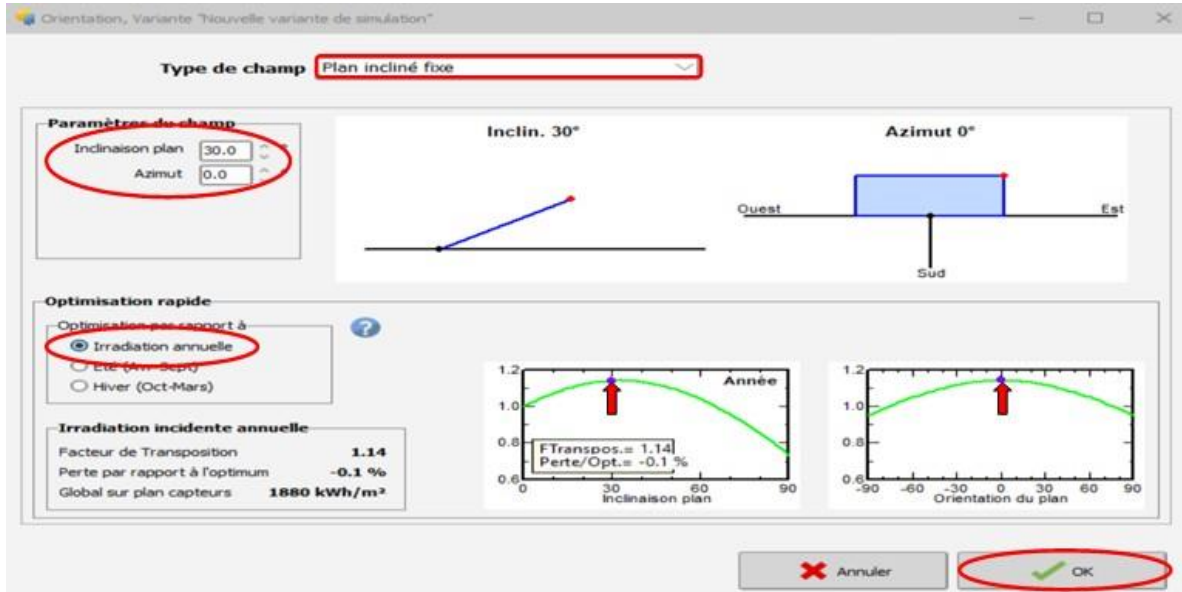 Orientation, Variante "Nouvelle variante de simulation"
Type de champ Plan incliné fixe
Paramètres du champ
Inclinaison plan 30.0 °
Azimut 0.0 °
Inclin. 30°
Azimut 0°
Ouest
Est
Sud
Optimisation rapide
Optimisation par rapport à
Irradiation annuelle
Eté (Avr-Sept)
Hiver (Oct-Mars)
?
Irradiation incidente annuelle
Facteur de Transposition 1.14
Perte par rapport à l'optimum -0.1 %
Global sur plan capteurs 1880 kWh/m²
1.2
1.0
0.8
0.6
Année
FTranspos.= 1.14
Perte/Opt.= -0.1 %
0 30 60 90
Inclinaison plan
1.2
1.0
0.8
0.6
-90 -60 -30 0 30 60 90
Orientation du plan
Annuler
OK